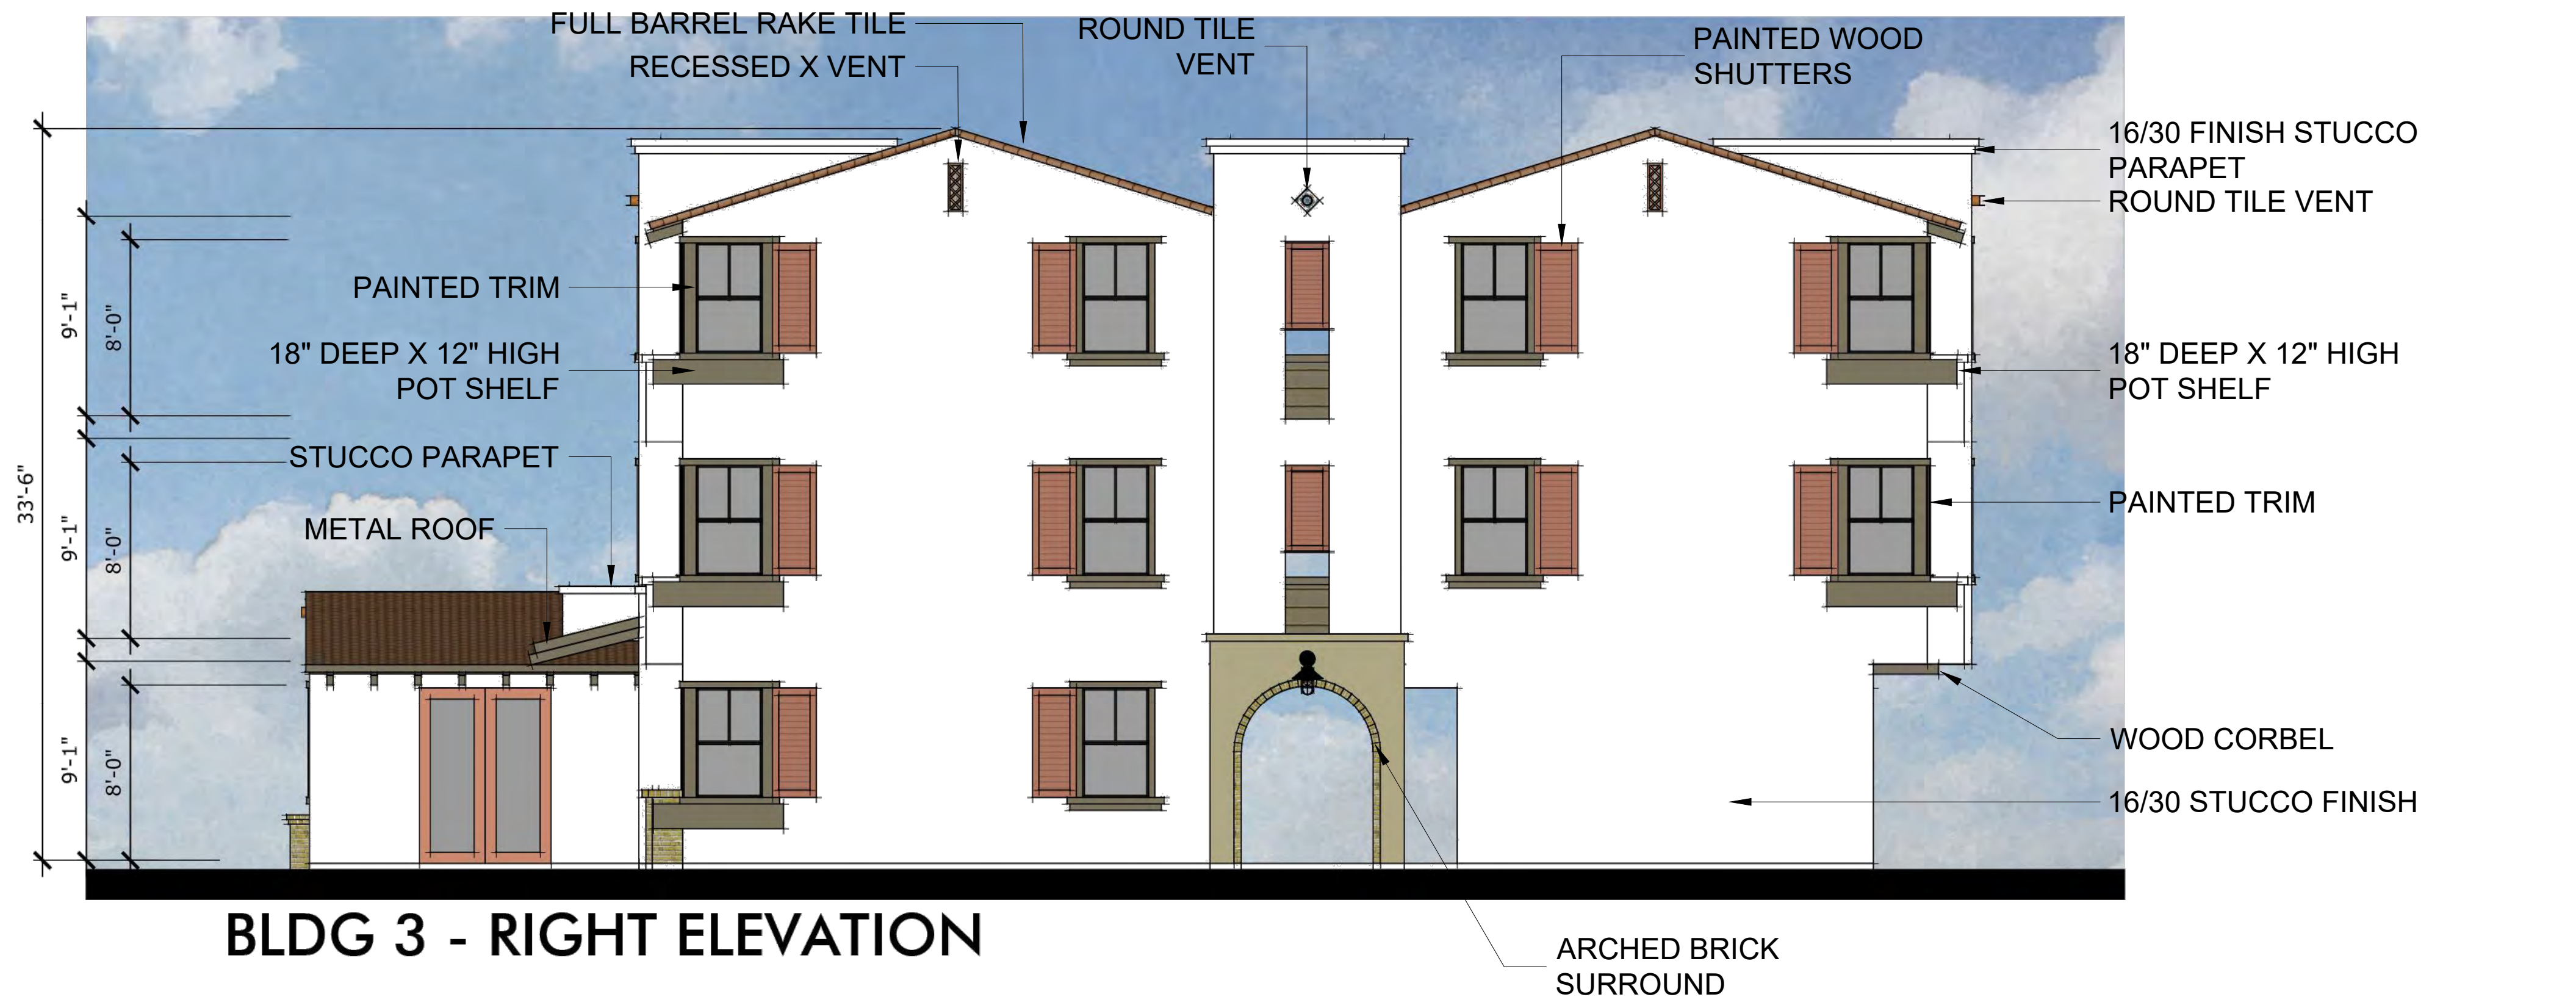 FULL BARREL RAKE TILE
RECESSED X VENT
ROUND TILE
VENT
PAINTED WOOD
SHUTTERS
16/30 FINISH STUCCO
PARAPET
ROUND TILE VENT
PAINTED TRIM
18" DEEP X 12" HIGH
POT SHELF
18" DEEP X 12" HIGH
POT SHELF
STUCCO PARAPET
METAL ROOF
PAINTED TRIM
WOOD CORBEL
16/30 STUCCO FINISH
33'-6"
9'-1"
8'-0"
9'-1"
8'-0"
9'-1"
8'-0"
BLDG 3 - RIGHT ELEVATION
ARCHED BRICK
SURROUND